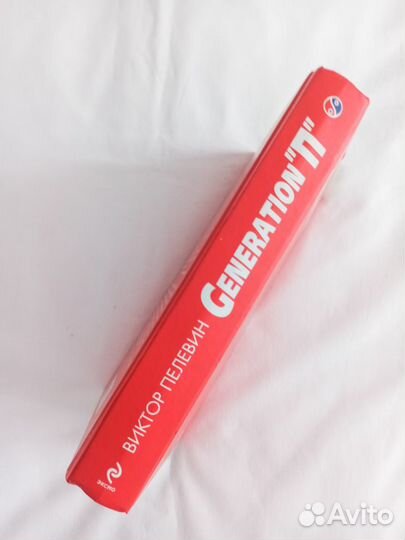 ВИКТОР ПЕЛЕВИН GENERATION "П"
ЭКСМО
Avito